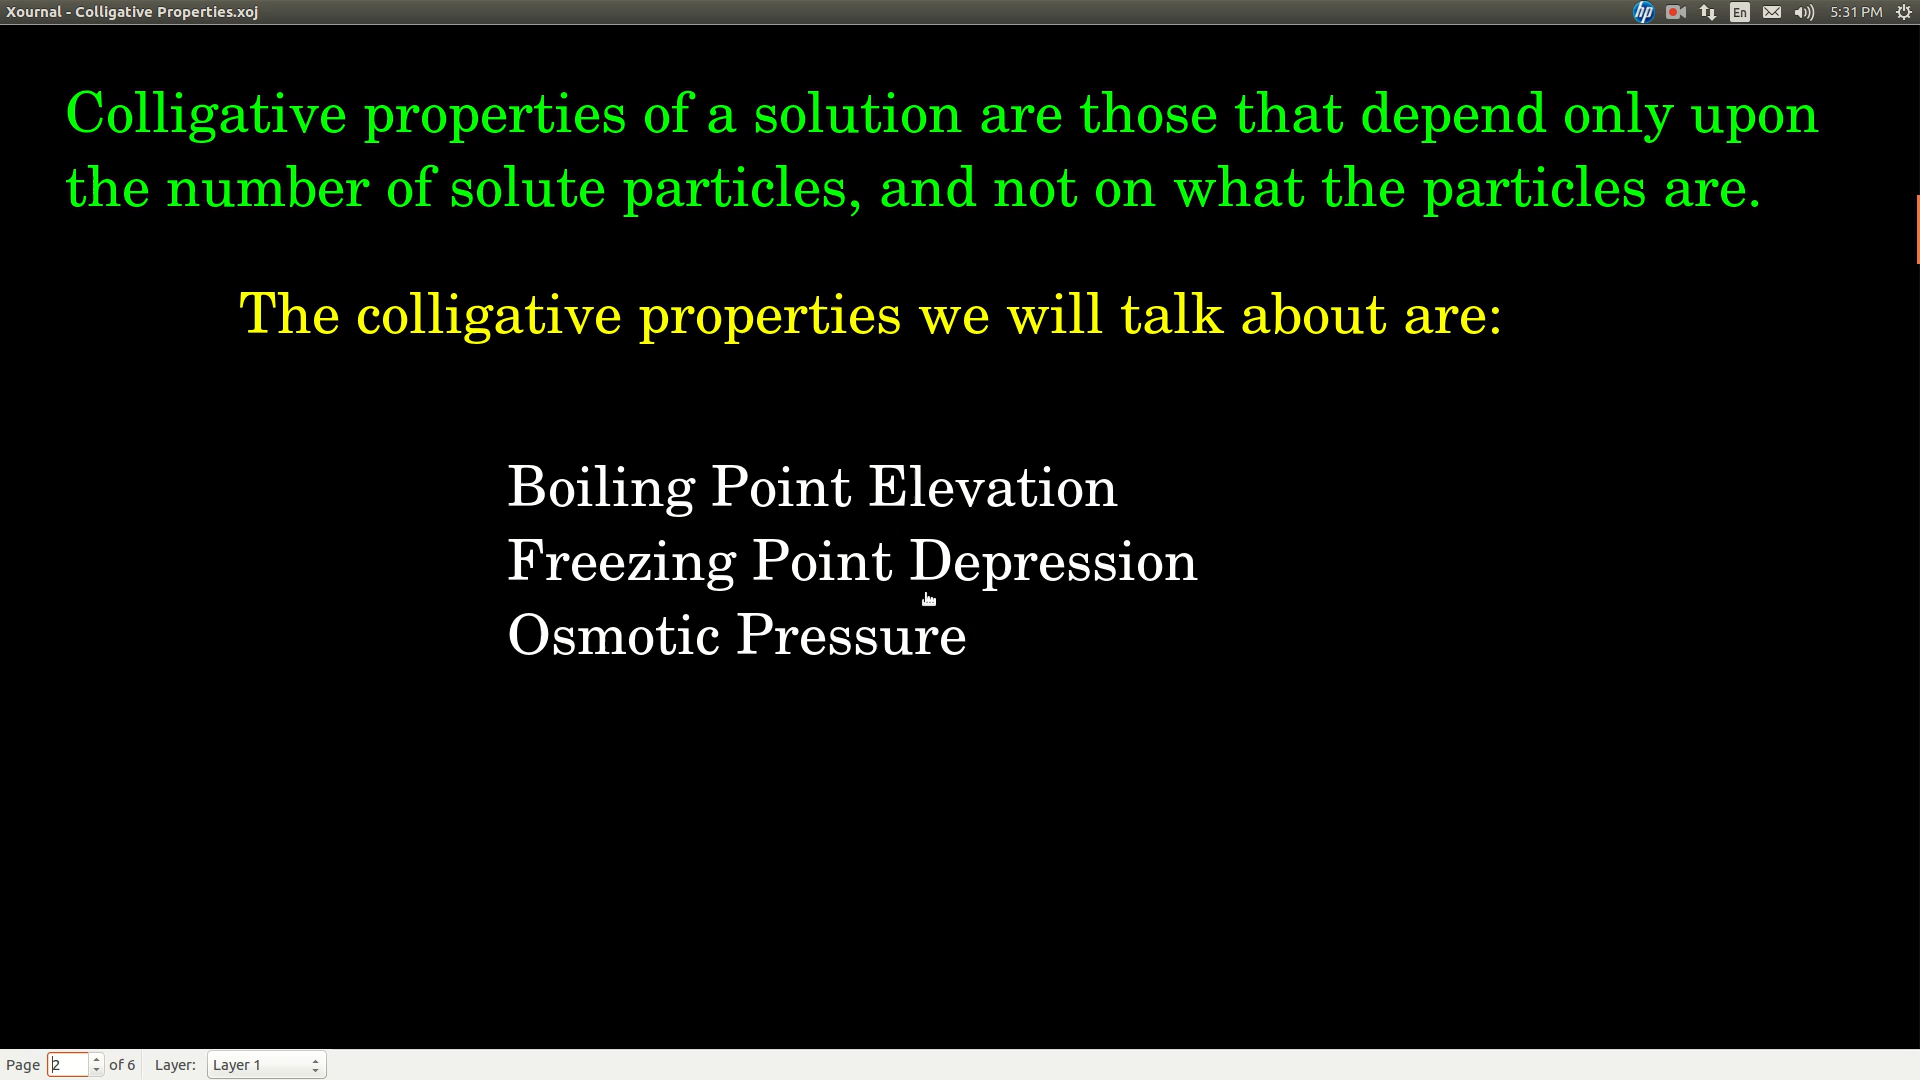 Xournal - Colligative Properties.xoj
hp
En
5:31 PM
Colligative properties of a solution are those that depend only upon
the number of solute particles, and not on what the particles are.
The colligative properties we will talk about are:
Boiling Point Elevation
Freezing Point Depression
Osmotic Pressure
Page 2 of 6 Layer: Layer 1